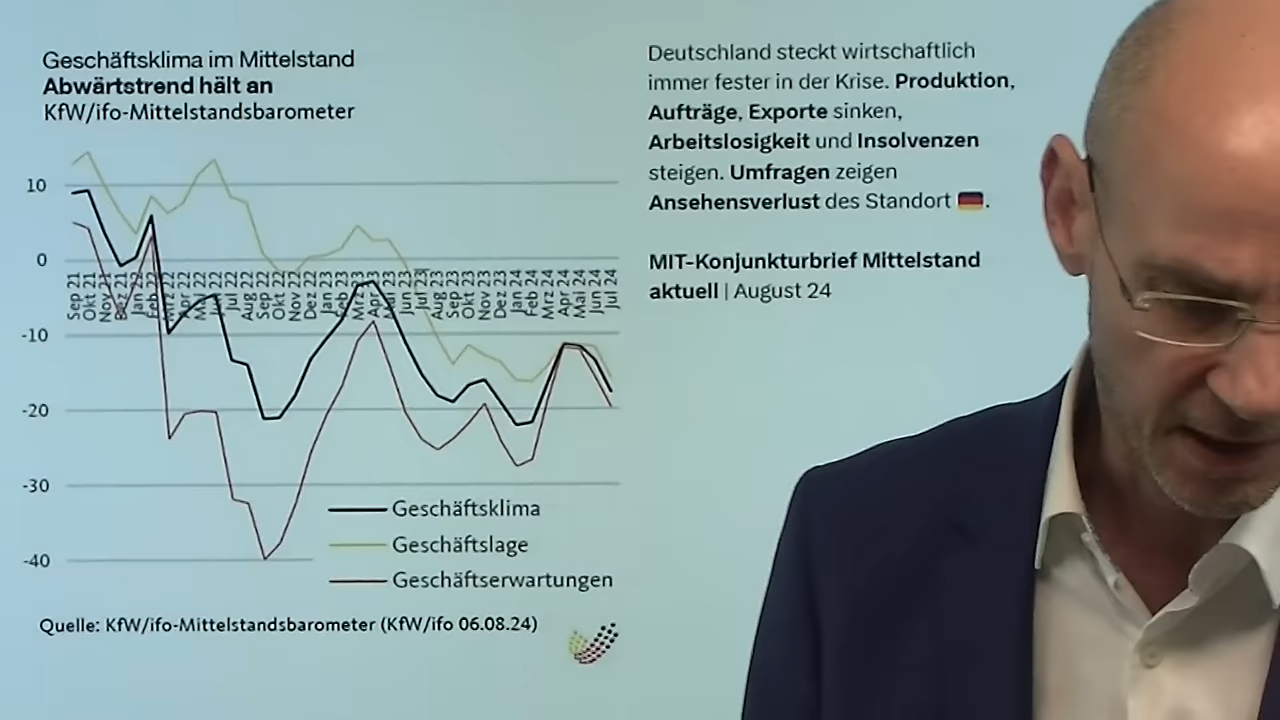 Geschäftsklima im Mittelstand
Abwärtstrend hält an
KfW/ifo-Mittelstandsbarometer
10
0
-10
-20
-30
-40
Sep 21
Okt 21
Nov 21
Dez 21
Jan 22
Feb 22
Mrz 22
Apr 22
Mai 22
Jun 22
Jul 22
Aug 22
Sep 22
Okt 22
Nov 22
Dez 22
Jan 23
Feb 23
Mrz 23
Apr 23
Mai 23
Jun 23
Jul 23
Aug 23
Sep 23
Okt 23
Nov 23
Dez 23
Jan 24
Feb 24
Mrz 24
Apr 24
Mai 24
Jun 24
Jul 24
Geschäftsklima
Geschäftslage
Geschäftserwartungen
Quelle: KfW/ifo-Mittelstandsbarometer (KfW/ifo 06.08.24)
Deutschland steckt wirtschaftlich
immer fester in der Krise. Produktion,
Aufträge, Exporte sinken,
Arbeitslosigkeit und Insolvenzen
steigen. Umfragen zeigen
Ansehensverlust des Standort 🇩🇪.
MIT-Konjunkturbrief Mittelstand
aktuell | August 24